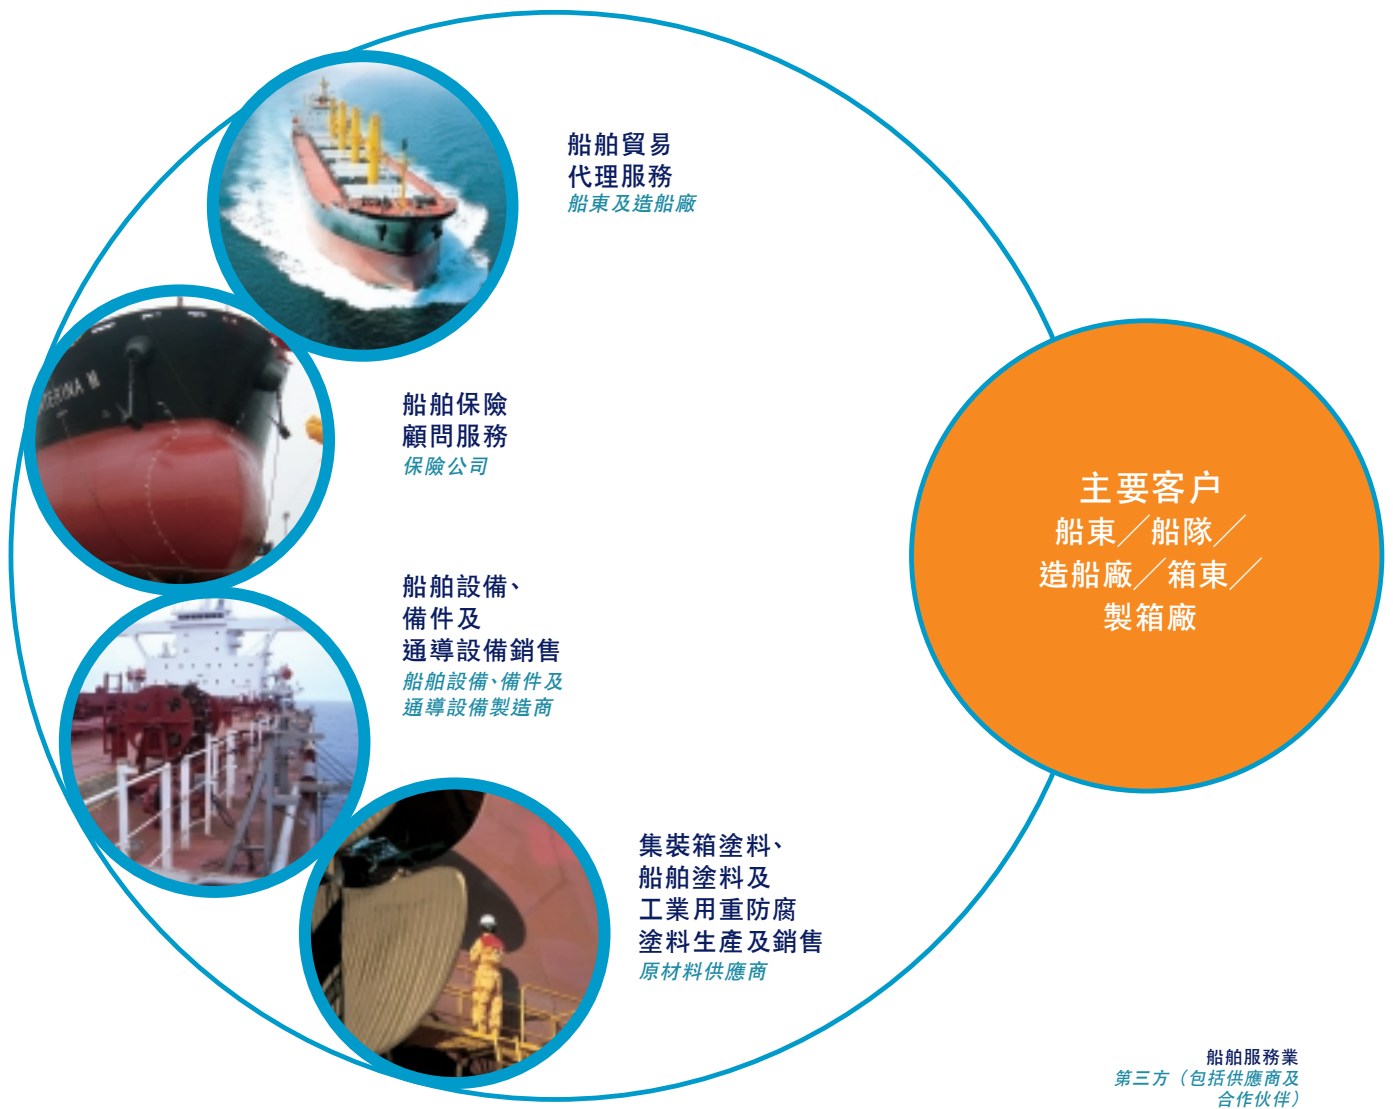 船舶貿易
代理服務
船東及造船廠
船舶保險
顧問服務
保險公司
船舶設備、
備件及
通導設備銷售
船舶設備、備件及
通導設備製造商
集裝箱塗料、
船舶塗料及
工業用重防腐
塗料生產及銷售
原材料供應商
主要客户
船東╱船隊╱
造船廠╱箱東╱
製箱廠
船舶服務業
第三方（包括供應商及
合作伙伴）